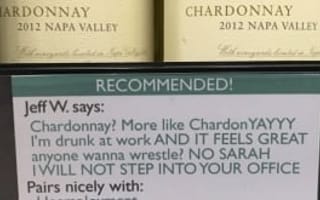 HARDONNAY
2012 NAPA VALLEY
CHARDONNAY
2012 NAPA VALLEY
RECOMMENDED!
Jeff W. says:
Chardonnay? More like ChardonYAYYY
I'm drunk at work AND IT FEELS GREAT
anyone wanna wrestle? NO SARAH
I WILL NOT STEP INTO YOUR OFFICE
Pairs nicely with: